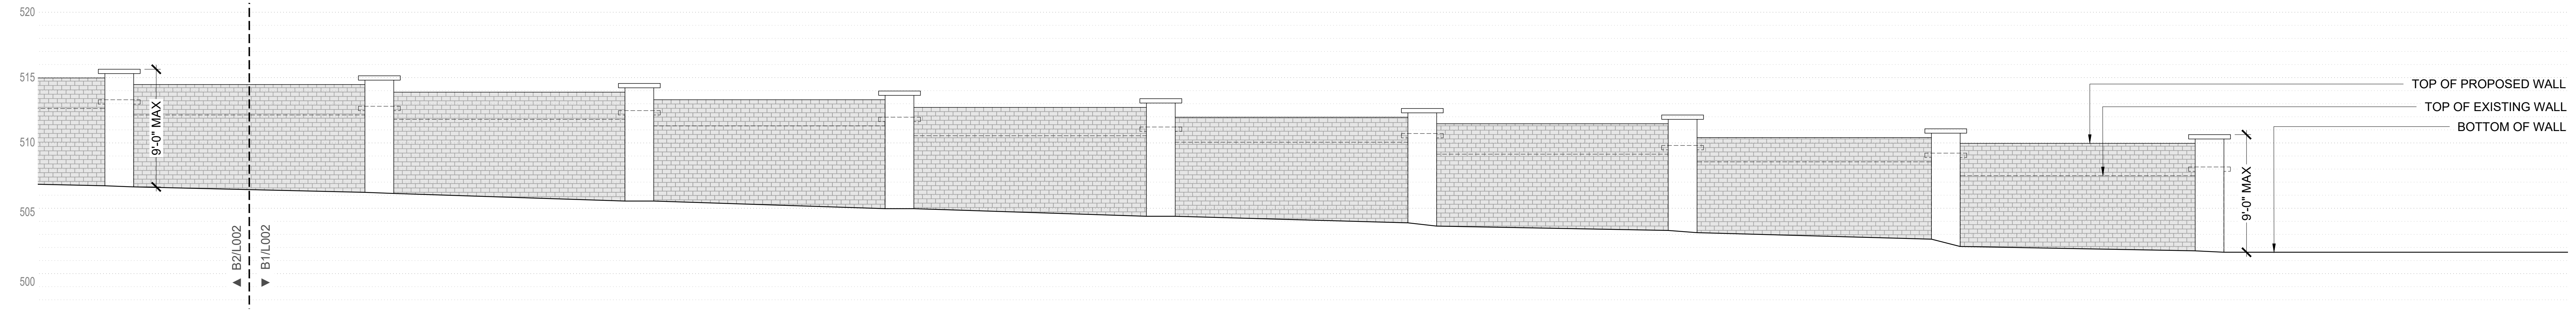 520
515
510
505
500
9'-0" MAX
◀ B2/L002
B1/L002 ▶
TOP OF PROPOSED WALL
TOP OF EXISTING WALL
BOTTOM OF WALL
9'-0" MAX